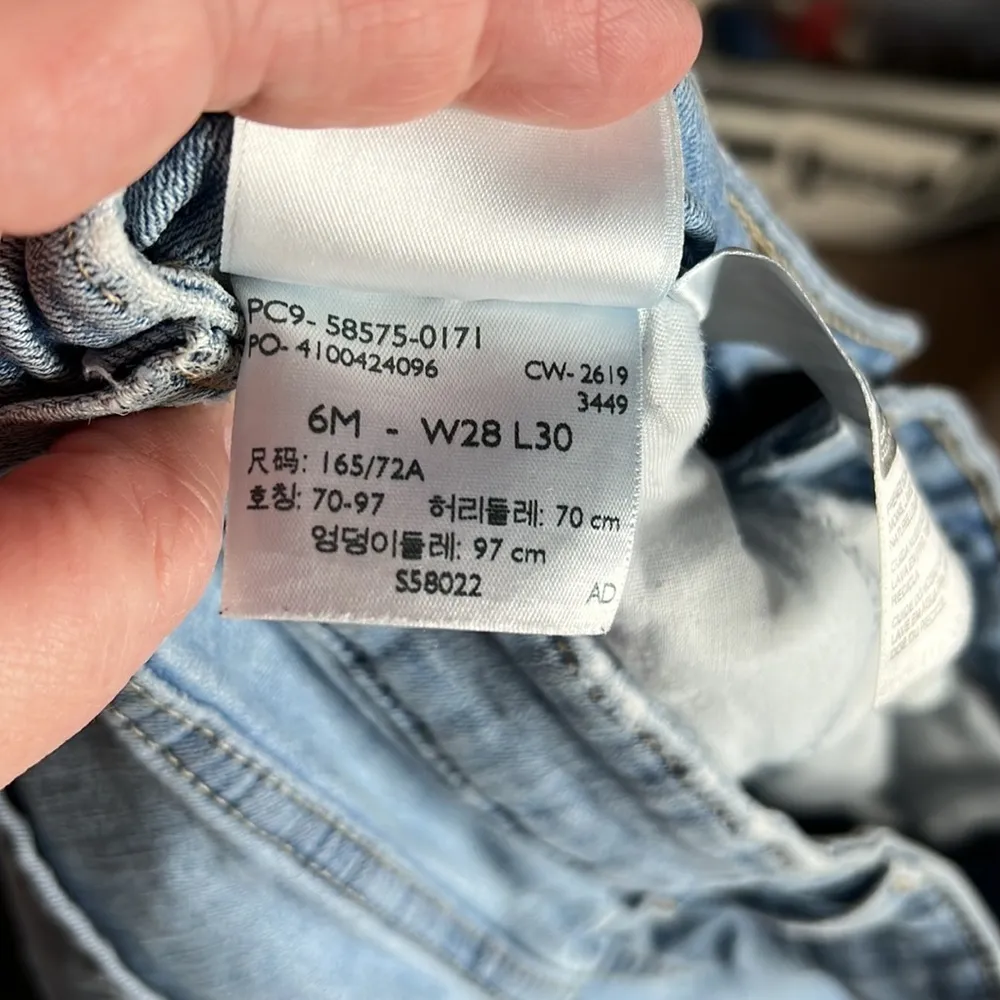 PC9- 58575-0171
PO- 4100424096
CW- 2619
3449
6M - W28 L30
尺码: 165/72A
호칭: 70-97 허리둘레: 70 cm
엉덩이둘레: 97 cm
S58022
AD